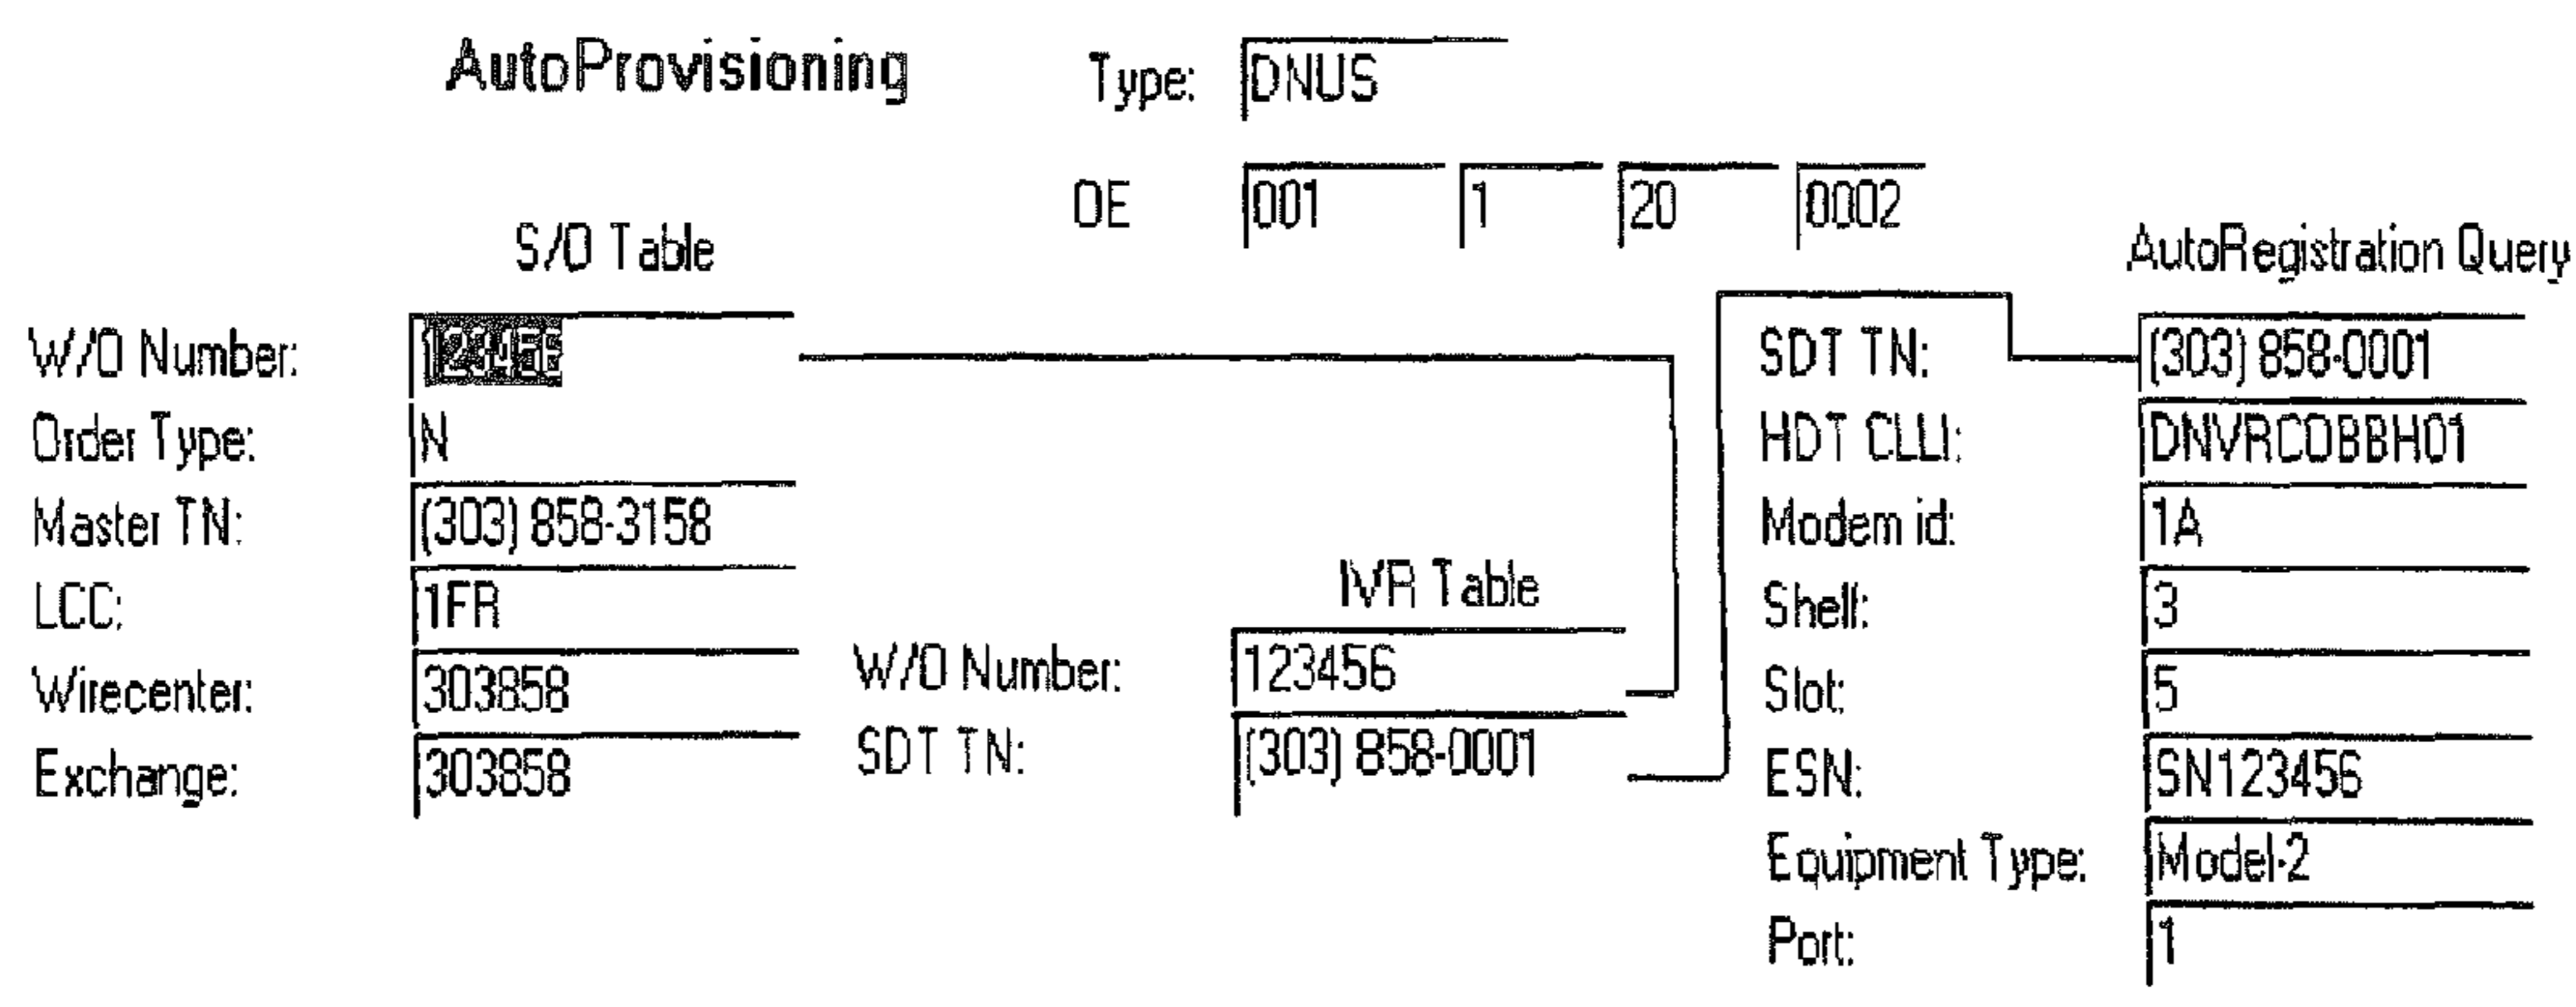 AutoProvisioning
Type: DNUS
OE 001 1 20 0002
S/O Table
W/O Number:
Order Type: N
Master TN: (303) 858-3158
LCC: 1FR
Wirecenter: 303858
Exchange: 303858
IVR Table
W/O Number: 123456
SDT TN: (303) 858-0001
AutoRegistration Query
SDT TN: (303) 858-0001
HDT CLLI: DNVRCOBBH01
Modem id: 1A
Shelf: 3
Slot: 5
ESN: SN123456
Equipment Type: Model-2
Port: 1